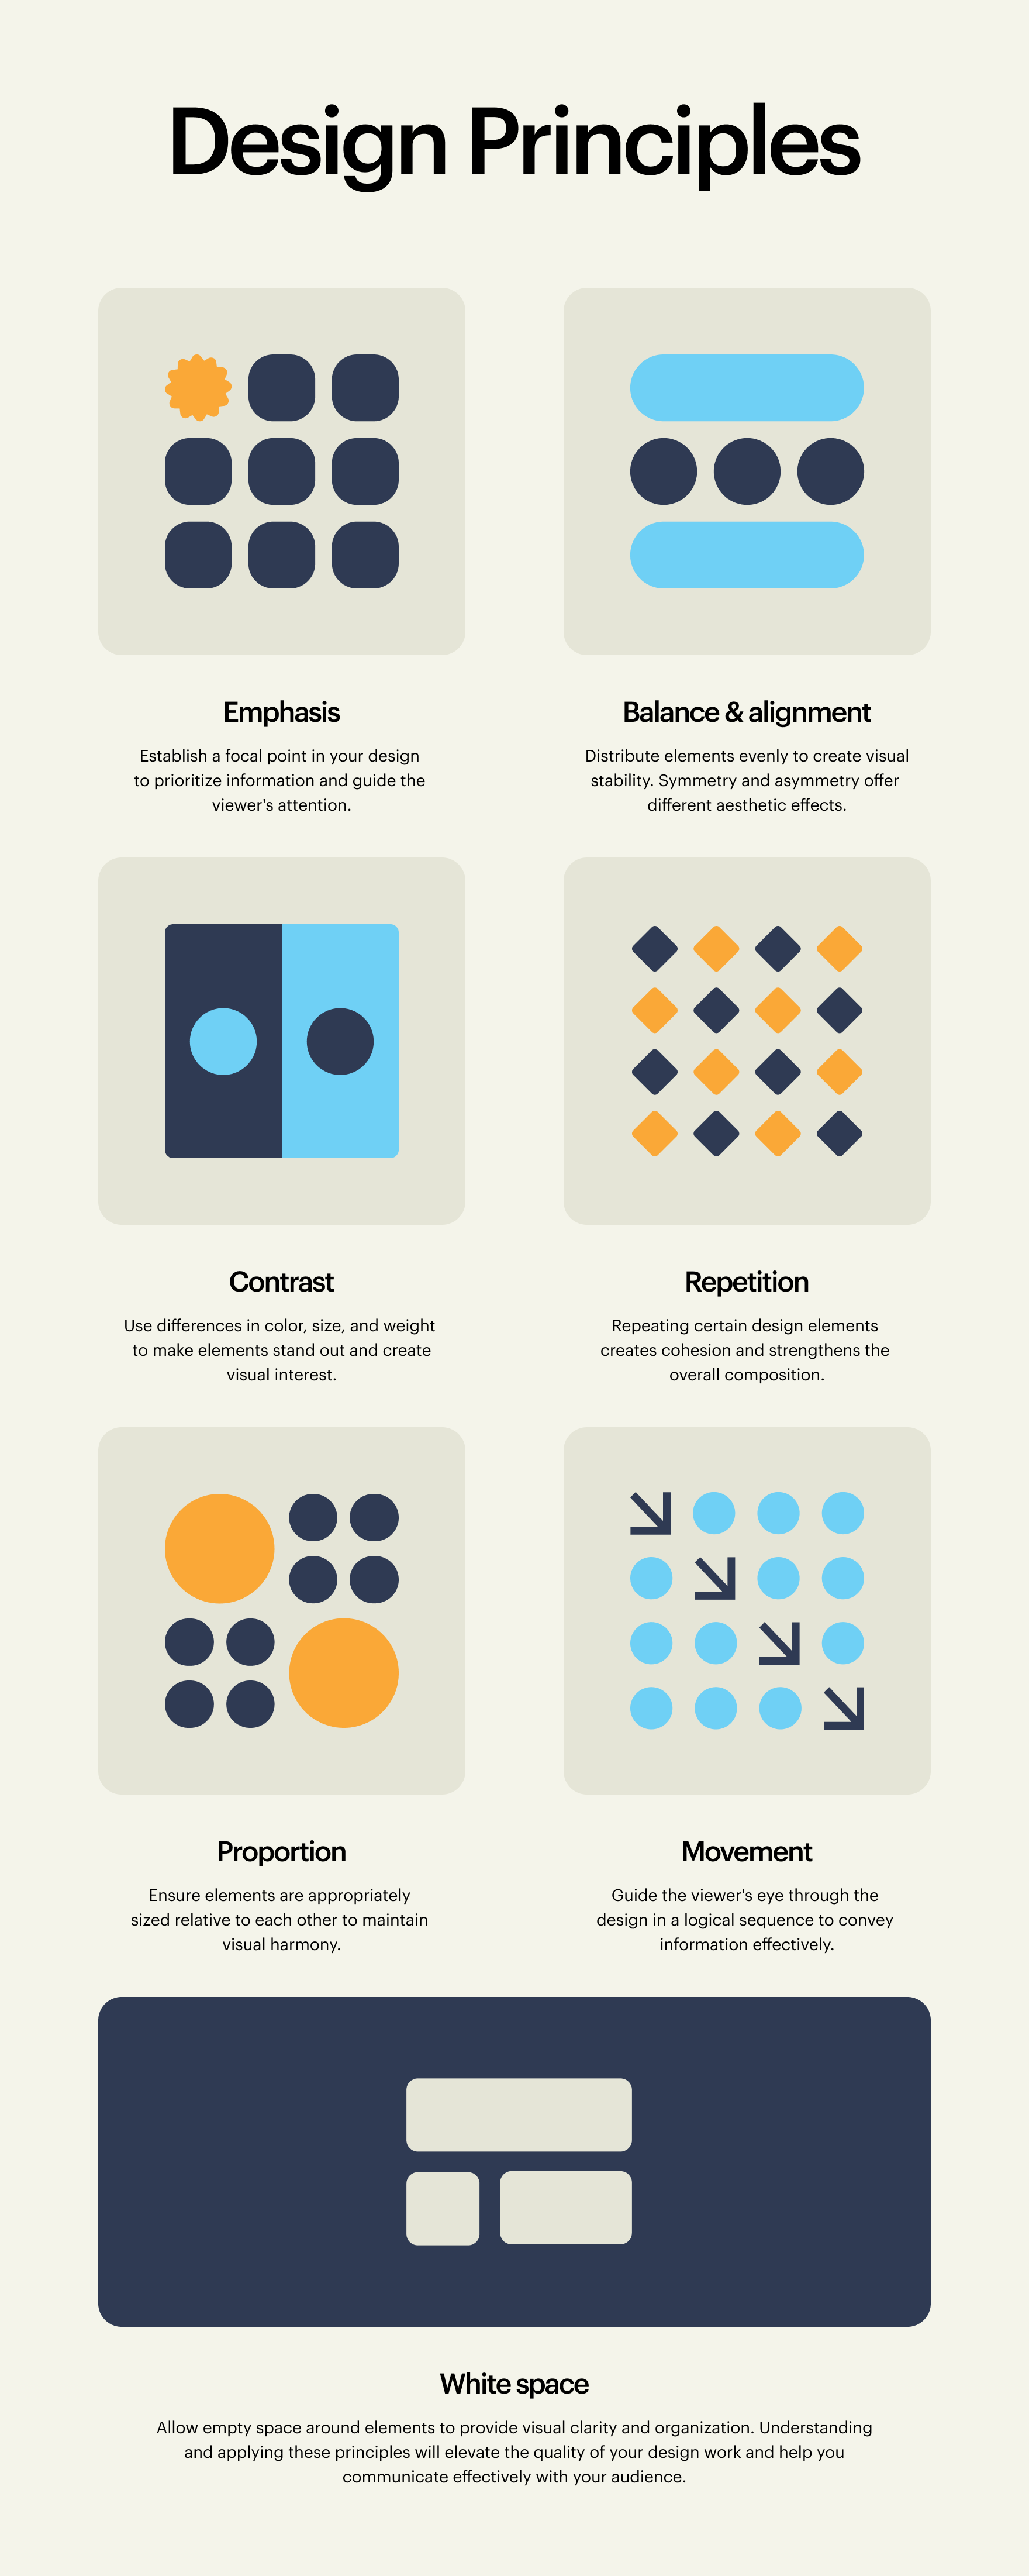 Design Principles
Emphasis
Establish a focal point in your design
to prioritize information and guide the
viewer's attention.
Balance & alignment
Distribute elements evenly to create visual
stability. Symmetry and asymmetry offer
different aesthetic effects.
Contrast
Use differences in color, size, and weight
to make elements stand out and create
visual interest.
Repetition
Repeating certain design elements
creates cohesion and strengthens the
overall composition.
Proportion
Ensure elements are appropriately
sized relative to each other to maintain
visual harmony.
Movement
Guide the viewer's eye through the
design in a logical sequence to convey
information effectively.
White space
Allow empty space around elements to provide visual clarity and organization. Understanding
and applying these principles will elevate the quality of your design work and help you
communicate effectively with your audience.